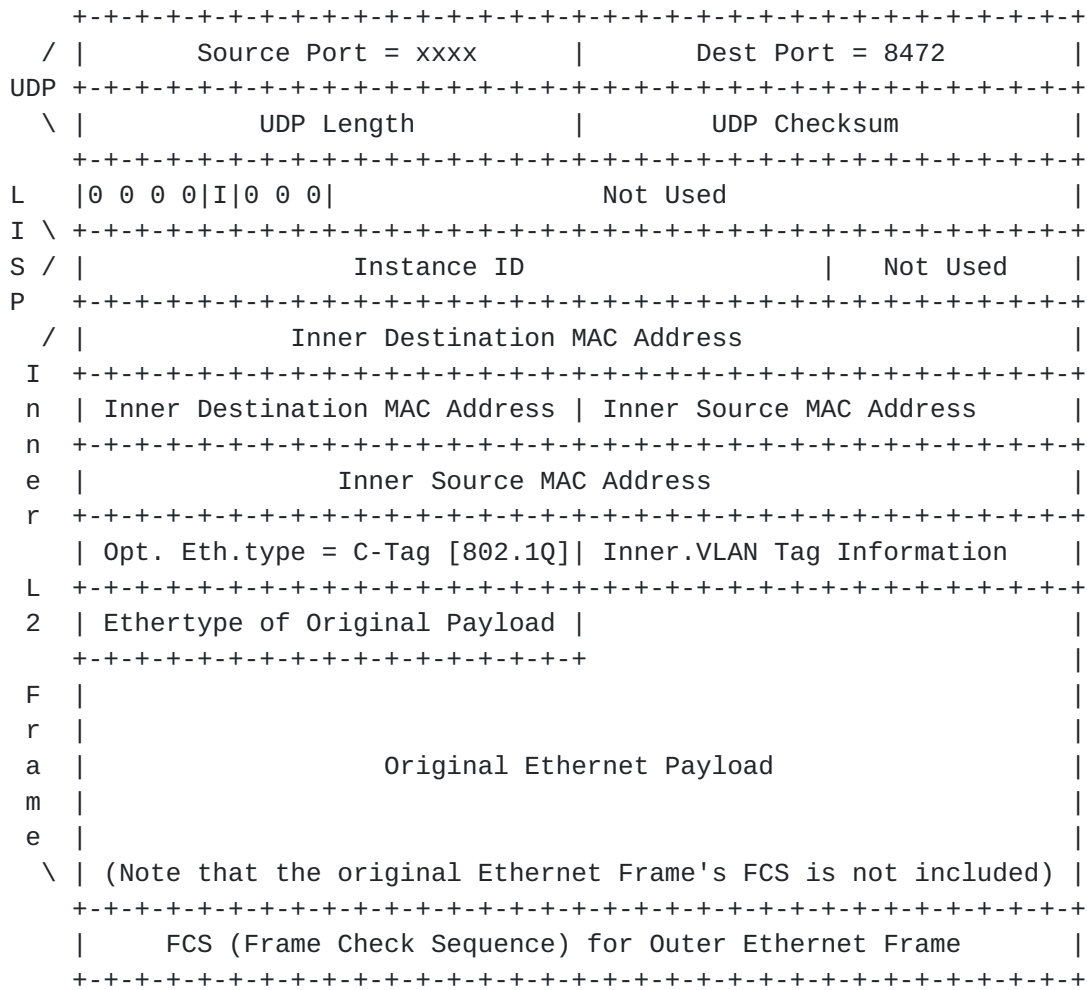 +-+-+-+-+-+-+-+-+-+-+-+-+-+-+-+-+-+-+-+-+-+-+-+-+-+-+-+-+-+-+-+-+
  / |       Source Port = xxxx      |       Dest Port = 8472        |
UDP +-+-+-+-+-+-+-+-+-+-+-+-+-+-+-+-+-+-+-+-+-+-+-+-+-+-+-+-+-+-+-+-+
  \ |           UDP Length          |        UDP Checksum           |
    +-+-+-+-+-+-+-+-+-+-+-+-+-+-+-+-+-+-+-+-+-+-+-+-+-+-+-+-+-+-+-+-+
L   |0 0 0 0|I|0 0 0|                 Not Used                      |
I \ +-+-+-+-+-+-+-+-+-+-+-+-+-+-+-+-+-+-+-+-+-+-+-+-+-+-+-+-+-+-+-+-+
S / |                 Instance ID                   |   Not Used    |
P   +-+-+-+-+-+-+-+-+-+-+-+-+-+-+-+-+-+-+-+-+-+-+-+-+-+-+-+-+-+-+-+-+
  / |             Inner Destination MAC Address                     |
 I  +-+-+-+-+-+-+-+-+-+-+-+-+-+-+-+-+-+-+-+-+-+-+-+-+-+-+-+-+-+-+-+-+
 n  | Inner Destination MAC Address | Inner Source MAC Address      |
 n  +-+-+-+-+-+-+-+-+-+-+-+-+-+-+-+-+-+-+-+-+-+-+-+-+-+-+-+-+-+-+-+-+
 e  |                Inner Source MAC Address                       |
 r  +-+-+-+-+-+-+-+-+-+-+-+-+-+-+-+-+-+-+-+-+-+-+-+-+-+-+-+-+-+-+-+-+
    | Opt. Eth.type = C-Tag [802.1Q]| Inner.VLAN Tag Information    |
 L  +-+-+-+-+-+-+-+-+-+-+-+-+-+-+-+-+-+-+-+-+-+-+-+-+-+-+-+-+-+-+-+-+
 2  | Ethertype of Original Payload |                               |
    +-+-+-+-+-+-+-+-+-+-+-+-+-+-+-+-+                               |
 F  |                                                               |
 r  |                                                               |
 a  |                   Original Ethernet Payload                   |
 m  |                                                               |
 e  |                                                               |
  \ | (Note that the original Ethernet Frame's FCS is not included) |
    +-+-+-+-+-+-+-+-+-+-+-+-+-+-+-+-+-+-+-+-+-+-+-+-+-+-+-+-+-+-+-+-+
    |     FCS (Frame Check Sequence) for Outer Ethernet Frame       |
    +-+-+-+-+-+-+-+-+-+-+-+-+-+-+-+-+-+-+-+-+-+-+-+-+-+-+-+-+-+-+-+-+